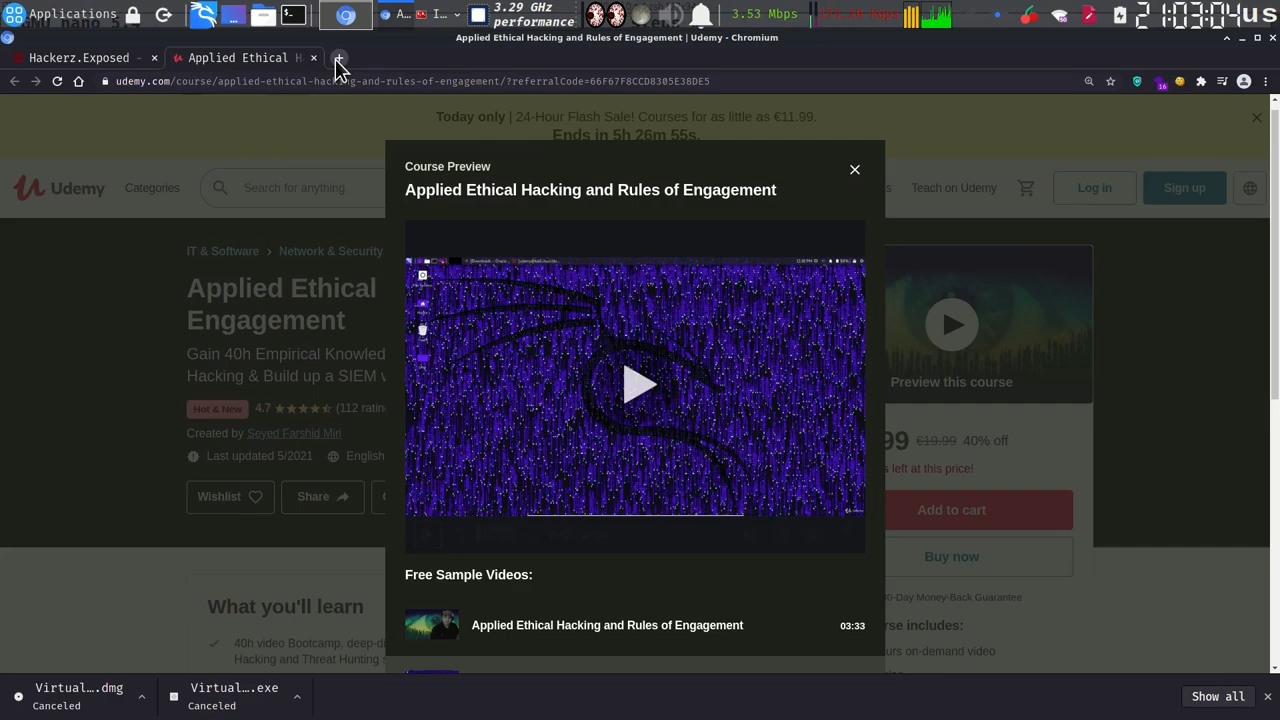 Applications
A...
I...
3.29 GHz
performance
3.53 Mbps
21:03:04us
Applied Ethical Hacking and Rules of Engagement | Udemy - Chromium
Hackerz.Exposed -
Applied Ethical H
udemy.com/course/applied-ethical-hacking-and-rules-of-engagement/?referralCode=66F67F8CCD8305E38DE5
16
Today only | 24-Hour Flash Sale! Courses for as little as €11.99.
Ends in 5h 26m 55s.
Udemy
Categories
Search for anything
s
Teach on Udemy
Log in
Sign up
Course Preview
Applied Ethical Hacking and Rules of Engagement
IT & Software
Network & Security
Applied Ethical
Engagement
Gain 40h Empirical Knowled
Hacking & Build up a SIEM v
Hot & New
4.7
(112 rating
Created by Seyed Farshid Miri
Last updated 5/2021
English
Wishlist
Share
Preview this course
99 €19.99 40% off
s left at this price!
Add to cart
Buy now
30-Day Money-Back Guarantee
rse includes:
urs on-demand video
What you'll learn
40h video Bootcamp, deep-di
Hacking and Threat Hunting s
Free Sample Videos:
Applied Ethical Hacking and Rules of Engagement
03:33
Virtual....dmg
Canceled
Virtual....exe
Canceled
Show all